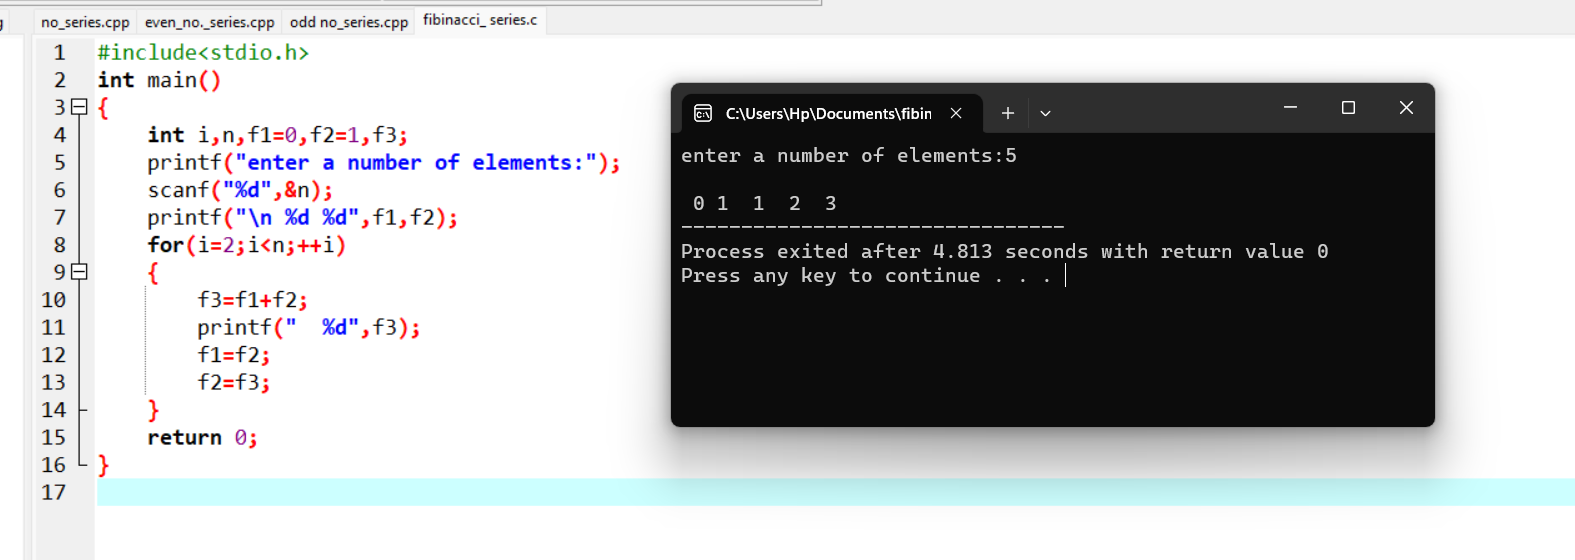 no_series.cpp even_no._series.cpp odd no_series.cpp fibinacci_ series.c
1 #include<stdio.h>
2 int main()
3 {
4 int i,n,f1=0,f2=1,f3;
5 printf("enter a number of elements:");
6 scanf("%d",&n);
7 printf("\n %d %d",f1,f2);
8 for(i=2;i<n;++i)
9 {
10 f3=f1+f2;
11 printf("  %d",f3);
12 f1=f2;
13 f2=f3;
14 }
15 return 0;
16 }
17
C:\Users\Hp\Documents\fibin
enter a number of elements:5
0 1  1  2  3
--------------------------------
Process exited after 4.813 seconds with return value 0
Press any key to continue . . .